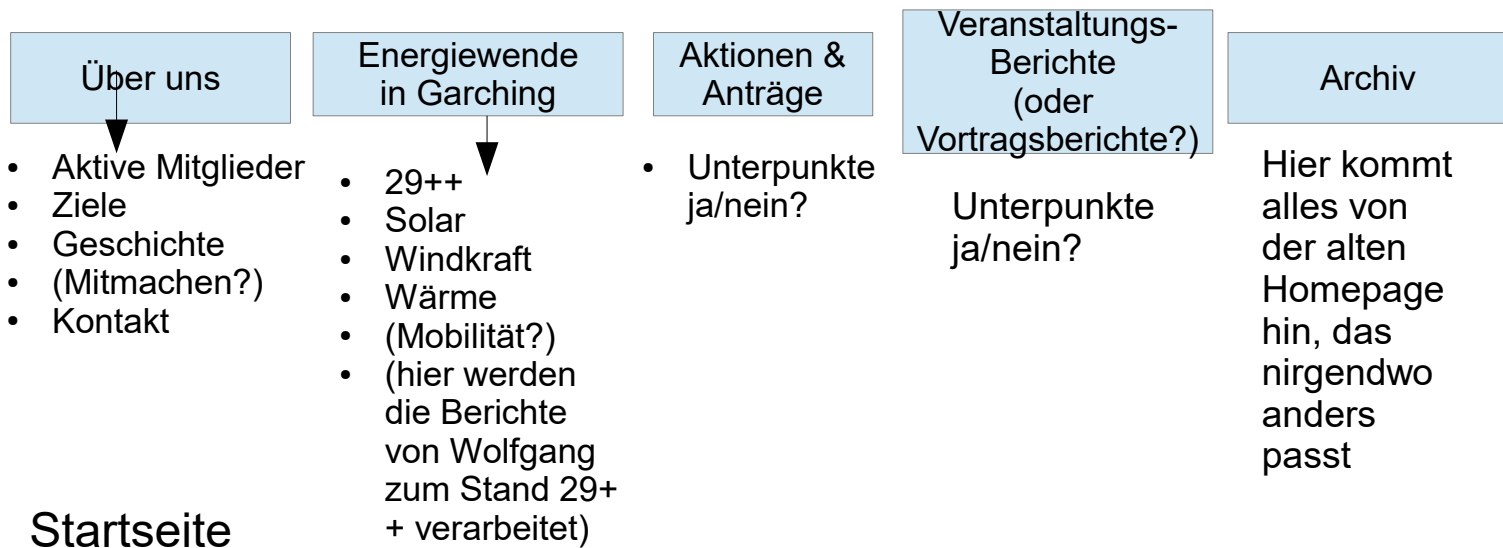 Über uns
Aktive Mitglieder
Ziele
Geschichte
(Mitmachen?)
Kontakt
Energiewende
in Garching
29++
Solar
Windkraft
Wärme
(Mobilität?)
(hier werden
die Berichte
von Wolfgang
zum Stand 29+
+ verarbeitet)
Aktionen &
Anträge
Unterpunkte
ja/nein?
Veranstaltungs-
Berichte
(oder
Vortragsberichte?)
Unterpunkte
ja/nein?
Archiv
Hier kommt
alles von
der alten
Homepage
hin, das
nirgendwo
anders
passt
Startseite